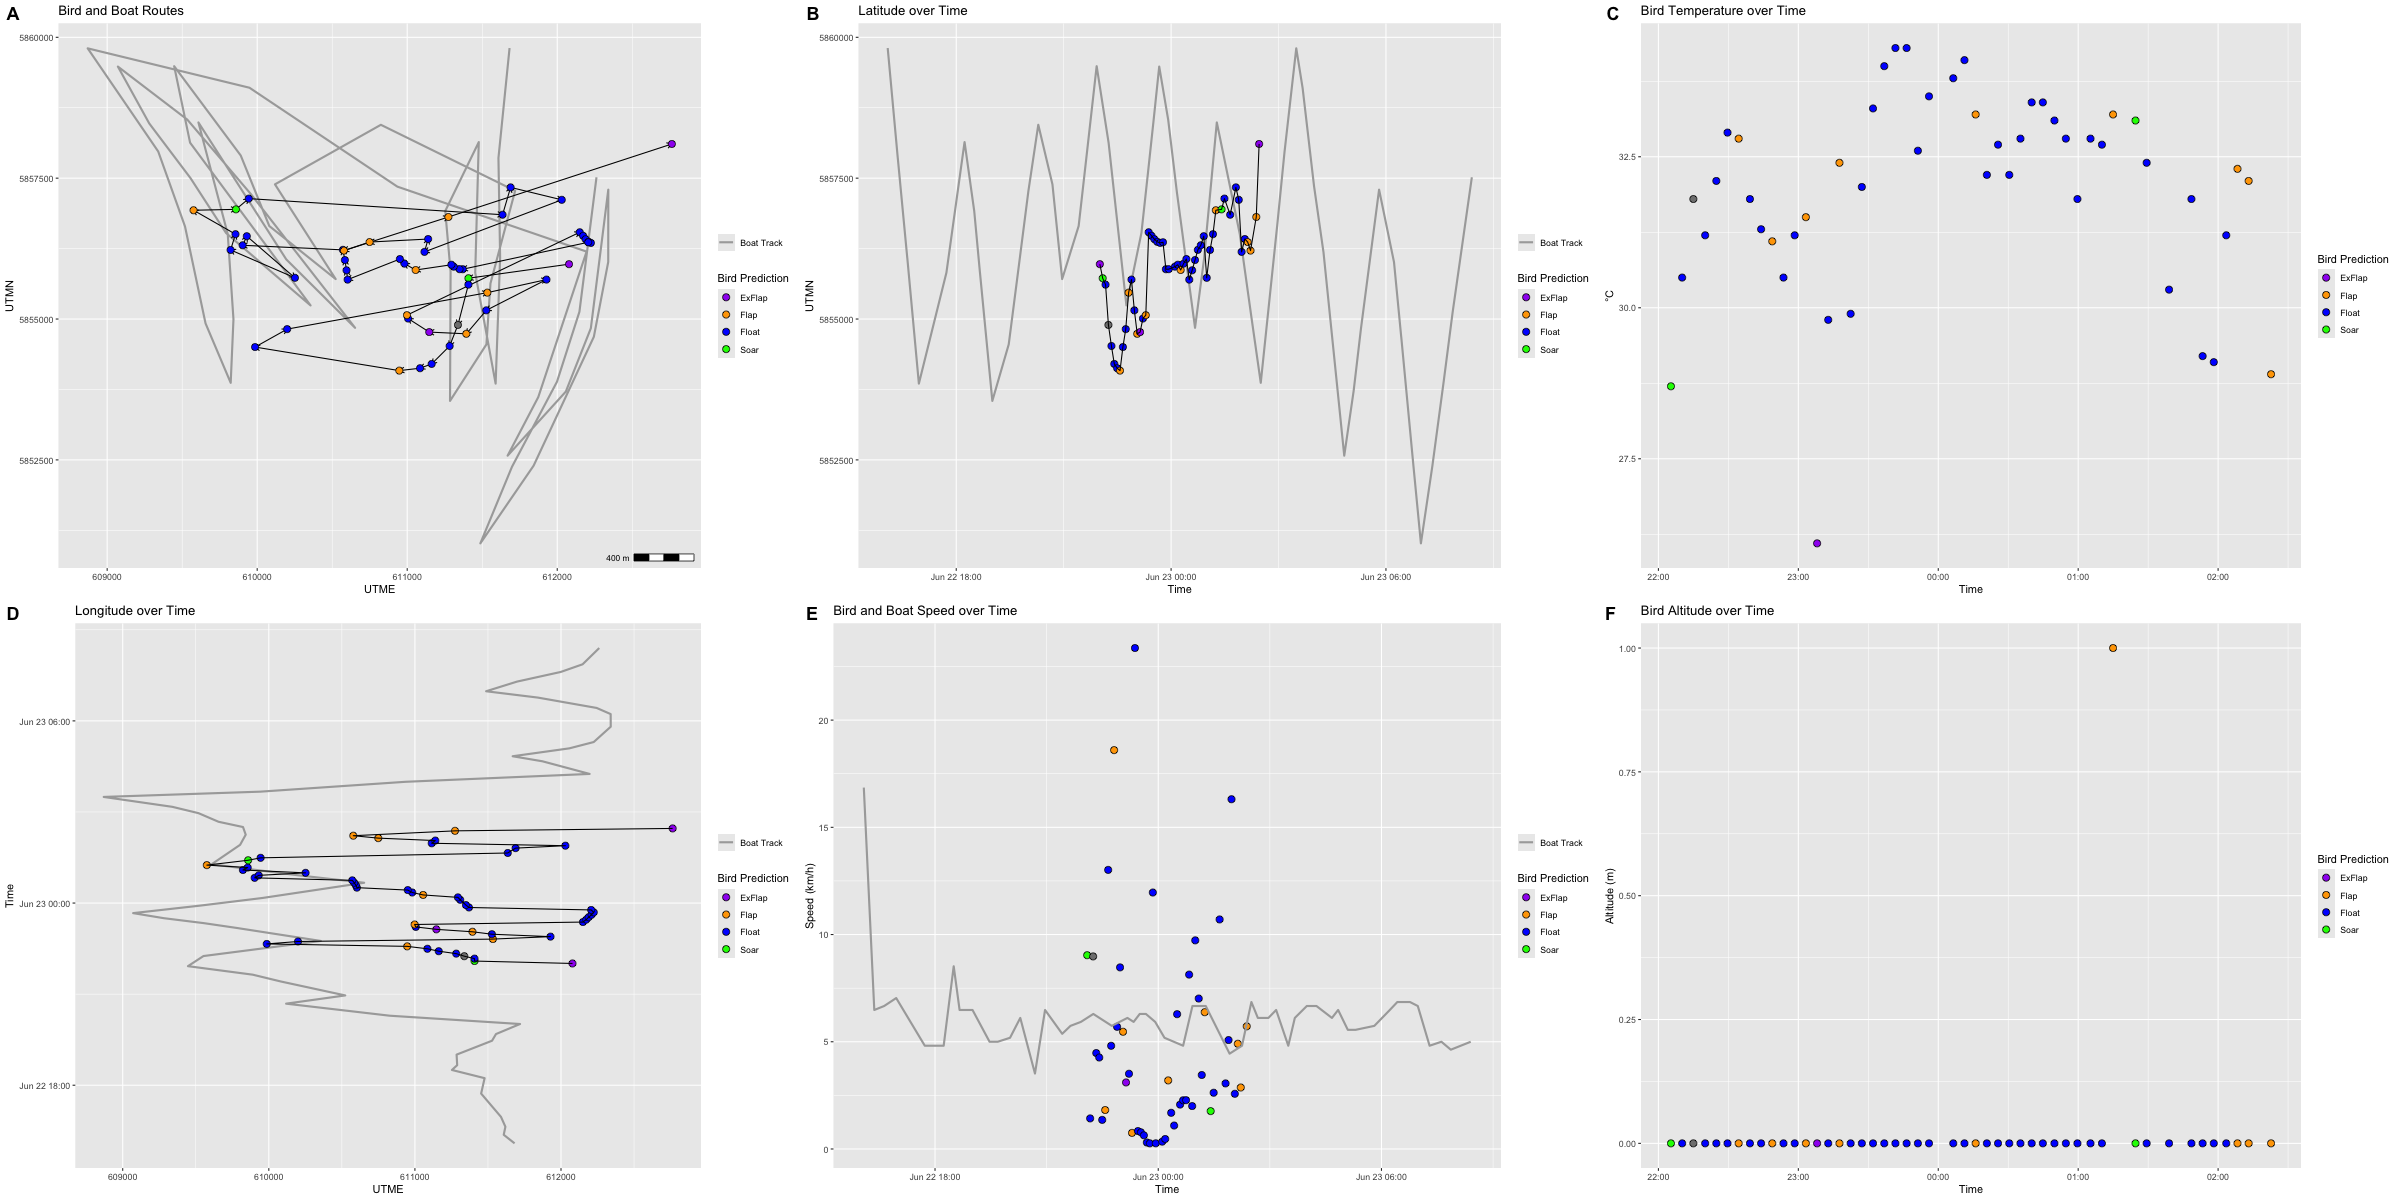 A Bird and Boat Routes
5860000
5857500
5855000
5852500
UTMN
609000 610000 611000 612000
UTME
400 m
Boat Track
Bird Prediction
ExFlap
Flap
Float
Soar
B Latitude over Time
5860000
5857500
5855000
5852500
UTMN
Jun 22 18:00 Jun 23 00:00 Jun 23 06:00
Time
Boat Track
Bird Prediction
ExFlap
Flap
Float
Soar
C Bird Temperature over Time
32.5
30.0
27.5
°C
22:00 23:00 00:00 01:00 02:00
Time
Bird Prediction
ExFlap
Flap
Float
Soar
D Longitude over Time
Jun 23 06:00
Jun 23 00:00
Jun 22 18:00
Time
609000 610000 611000 612000
UTME
Boat Track
Bird Prediction
ExFlap
Flap
Float
Soar
E Bird and Boat Speed over Time
20
15
10
5
0
Speed (km/h)
Jun 22 18:00 Jun 23 00:00 Jun 23 06:00
Time
Boat Track
Bird Prediction
ExFlap
Flap
Float
Soar
F Bird Altitude over Time
1.00
0.75
0.50
0.25
0.00
Altitude (m)
22:00 23:00 00:00 01:00 02:00
Time
Bird Prediction
ExFlap
Flap
Float
Soar